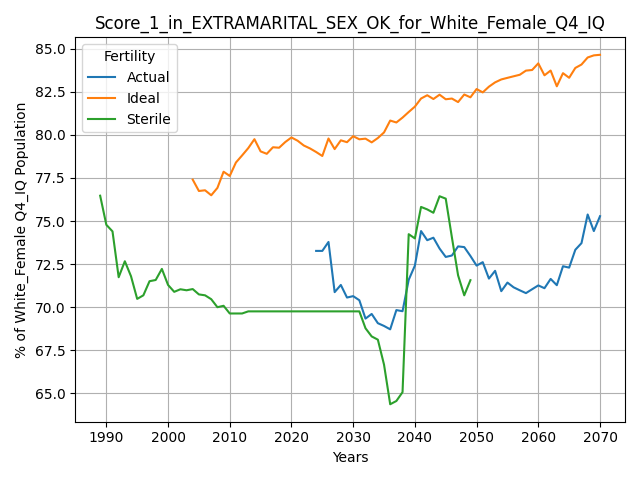 Score_1_in_EXTRAMARITAL_SEX_OK_for_White_Female_Q4_IQ
Fertility
Actual
Ideal
Sterile
% of White_Female Q4_IQ Population
85.0
82.5
80.0
77.5
75.0
72.5
70.0
67.5
65.0
1990 2000 2010 2020 2030 2040 2050 2060 2070
Years